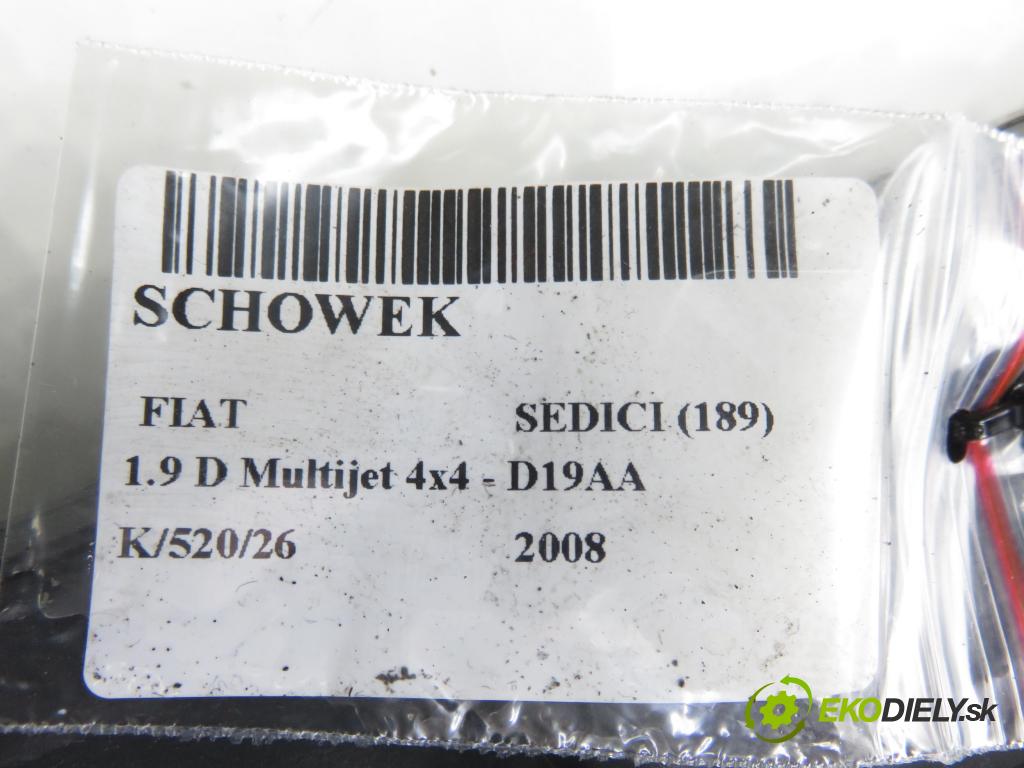 SCHOWEK
FIAT SEDICI (189)
1.9 D Multijet 4x4 - D19AA
K/520/26 2008
EKODIELY.sk